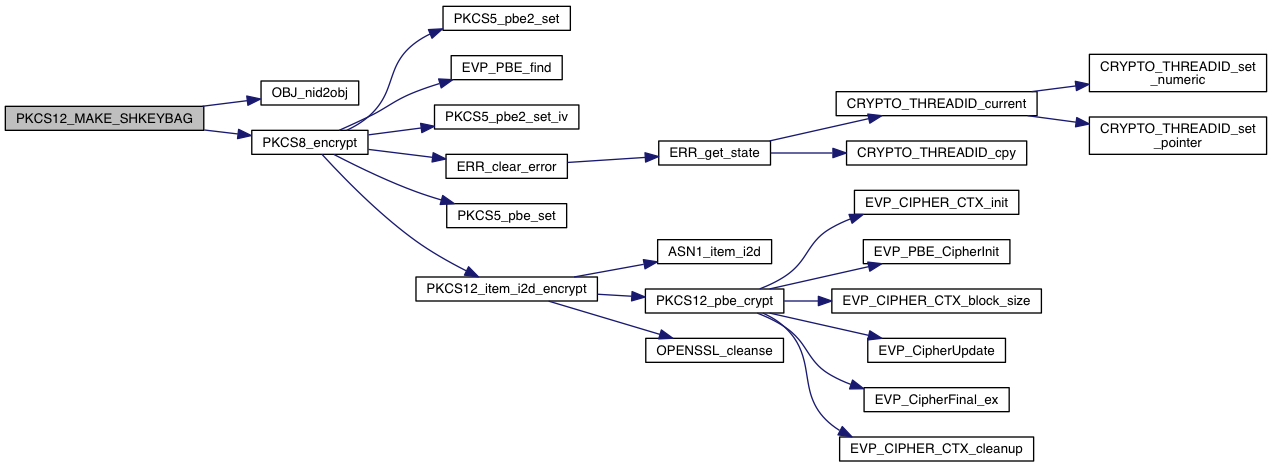 PKCS12_MAKE_SHKEYBAG
OBJ_nid2obj
PKCS8_encrypt
PKCS5_pbe2_set
EVP_PBE_find
PKCS5_pbe2_set_iv
ERR_clear_error
PKCS5_pbe_set
PKCS12_item_i2d_encrypt
ERR_get_state
ASN1_item_i2d
PKCS12_pbe_crypt
OPENSSL_cleanse
CRYPTO_THREADID_current
CRYPTO_THREADID_cpy
EVP_CIPHER_CTX_init
EVP_PBE_CipherInit
EVP_CIPHER_CTX_block_size
EVP_CipherUpdate
EVP_CipherFinal_ex
EVP_CIPHER_CTX_cleanup
CRYPTO_THREADID_set
_numeric
CRYPTO_THREADID_set
_pointer